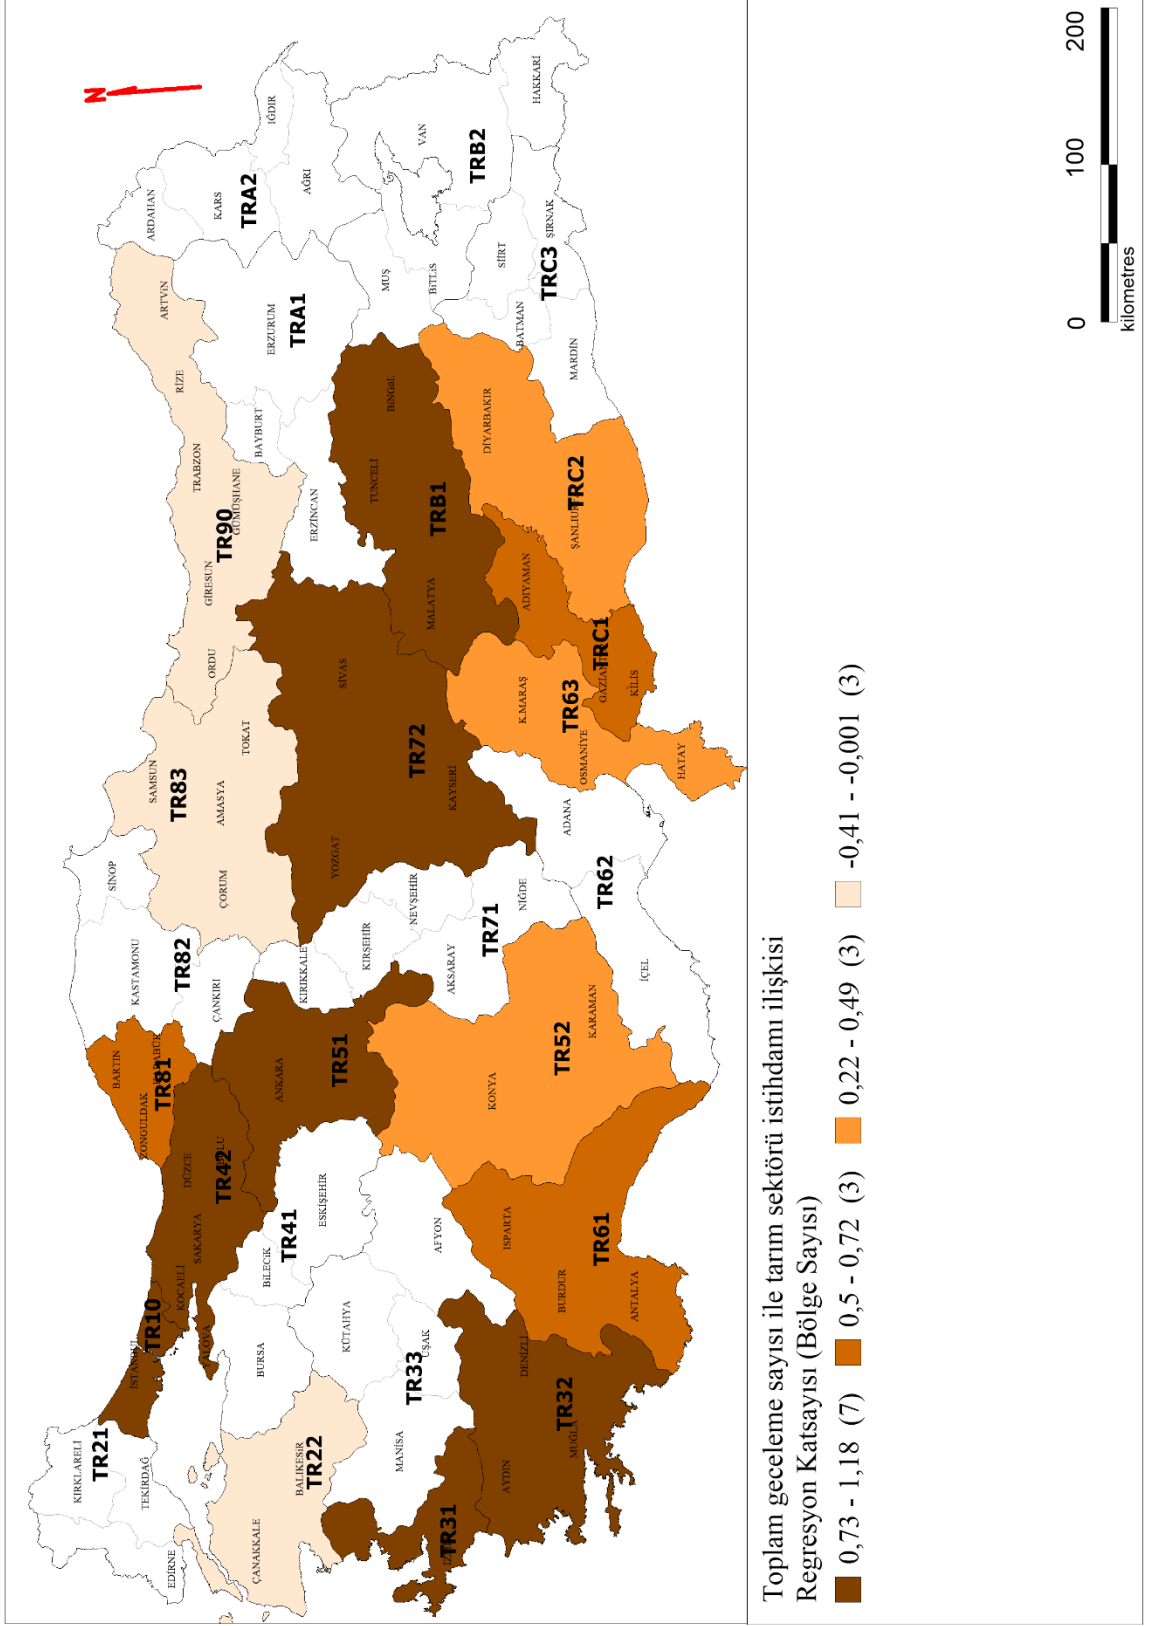 N
KIRKLARELİ
TR21
TEKİRDAĞ
EDİRNE
İSTANBUL
TR10
KOCAELİ
YALOVA
SAKARYA
DÜZCE
TR42
BOLU
ZONGULDAK
BARTIN
KARABÜK
TR81
KASTAMONU
SİNOP
TR82
ÇANKIRI
SAMSUN
TR83
TOKAT
AMASYA
ÇORUM
ORDU
GİRESUN
TR90
GÜMÜŞHANE
TRABZON
RİZE
ARTVİN
ARDAHAN
KARS
TRA2
IĞDIR
AĞRI
ERZURUM
TRA1
BAYBURT
ERZİNCAN
ÇANAKKALE
BALIKESİR
TR22
BURSA
BİLECİK
TR41
ESKİŞEHİR
KÜTAHYA
ANKARA
TR51
KIRIKKALE
KIRŞEHİR
NEVŞEHİR
AKSARAY
TR71
NİĞDE
YOZGAT
SİVAS
TR72
KAYSERİ
TUNCELİ
BİNGÖL
TRB1
MALATYA
MUŞ
BİTLİS
VAN
TRB2
HAKKARİ
MANİSA
TR33
UŞAK
AFYON
İZMİR
TR31
AYDIN
DENİZLİ
TR32
MUĞLA
ISPARTA
BURDUR
TR61
ANTALYA
KONYA
TR52
KARAMAN
İÇEL
TR62
ADANA
K.MARAŞ
TR63
OSMANİYE
HATAY
ADIYAMAN
TRC1
GAZİANTEP
KİLİS
DİYARBAKIR
ŞANLIURFA
TRC2
BATMAN
SİİRT
TRC3
ŞIRNAK
MARDİN
Toplam geceleme sayısı ile tarım sektörü istihdamı ilişkisi
Regresyon Katsayısı (Bölge Sayısı)
0,73 - 1,18 (7)
0,5 - 0,72 (3)
0,22 - 0,49 (3)
-0,41 - -0,001 (3)
0 100 200
kilometres